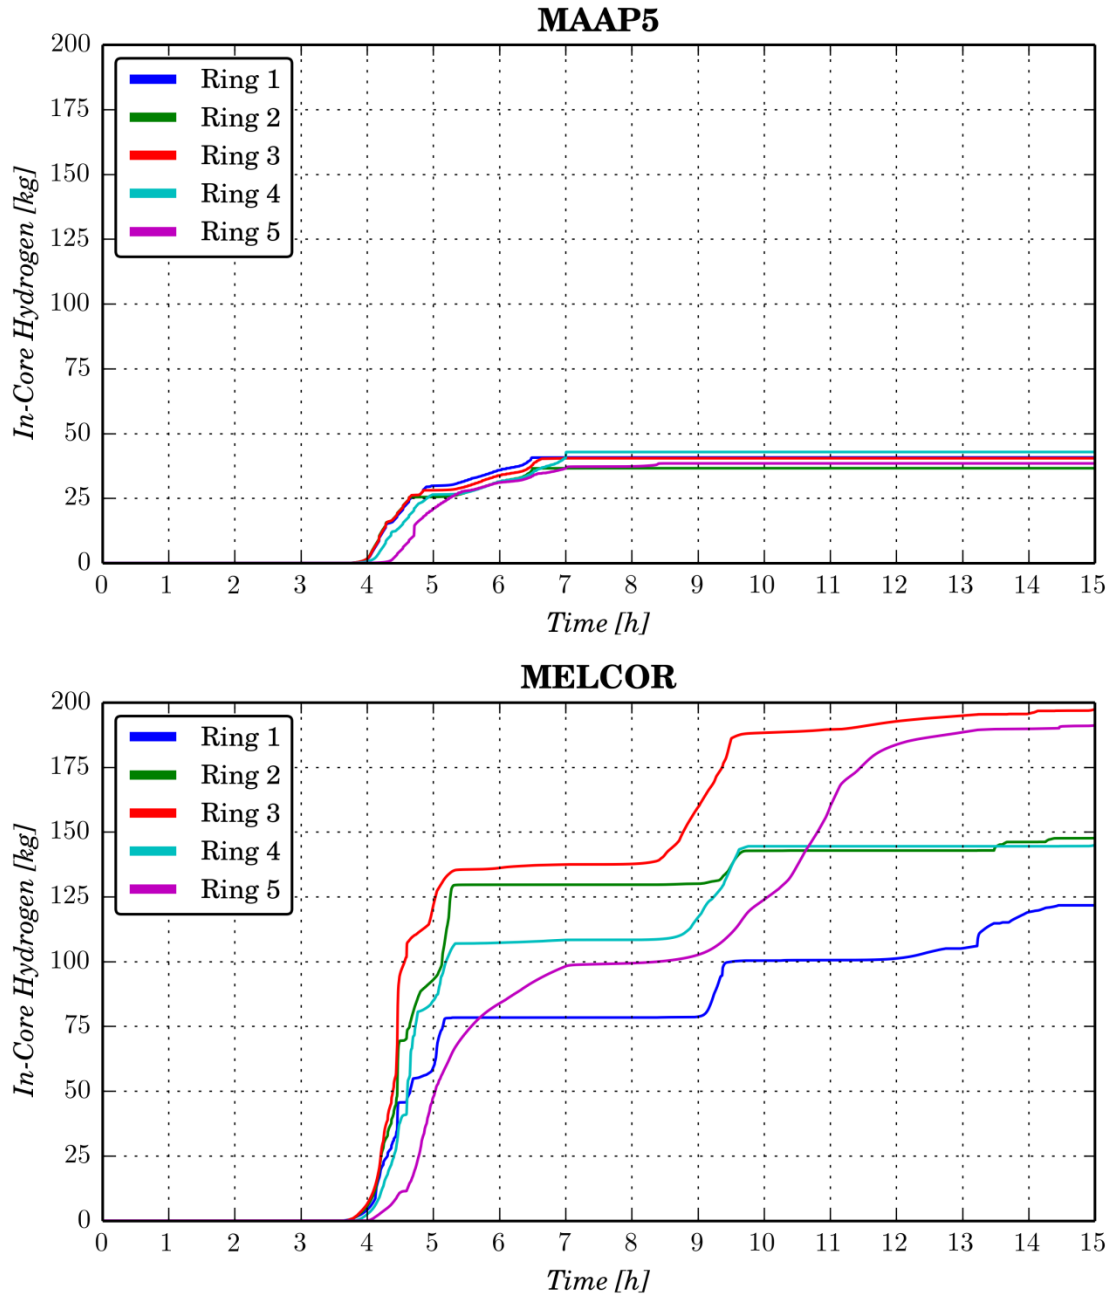 MAAP5
200
175
150
125
100
75
50
25
0
In-Core Hydrogen [kg]
Ring 1
Ring 2
Ring 3
Ring 4
Ring 5
0 1 2 3 4 5 6 7 8 9 10 11 12 13 14 15
Time [h]
MELCOR
200
175
150
125
100
75
50
25
0
In-Core Hydrogen [kg]
Ring 1
Ring 2
Ring 3
Ring 4
Ring 5
0 1 2 3 4 5 6 7 8 9 10 11 12 13 14 15
Time [h]